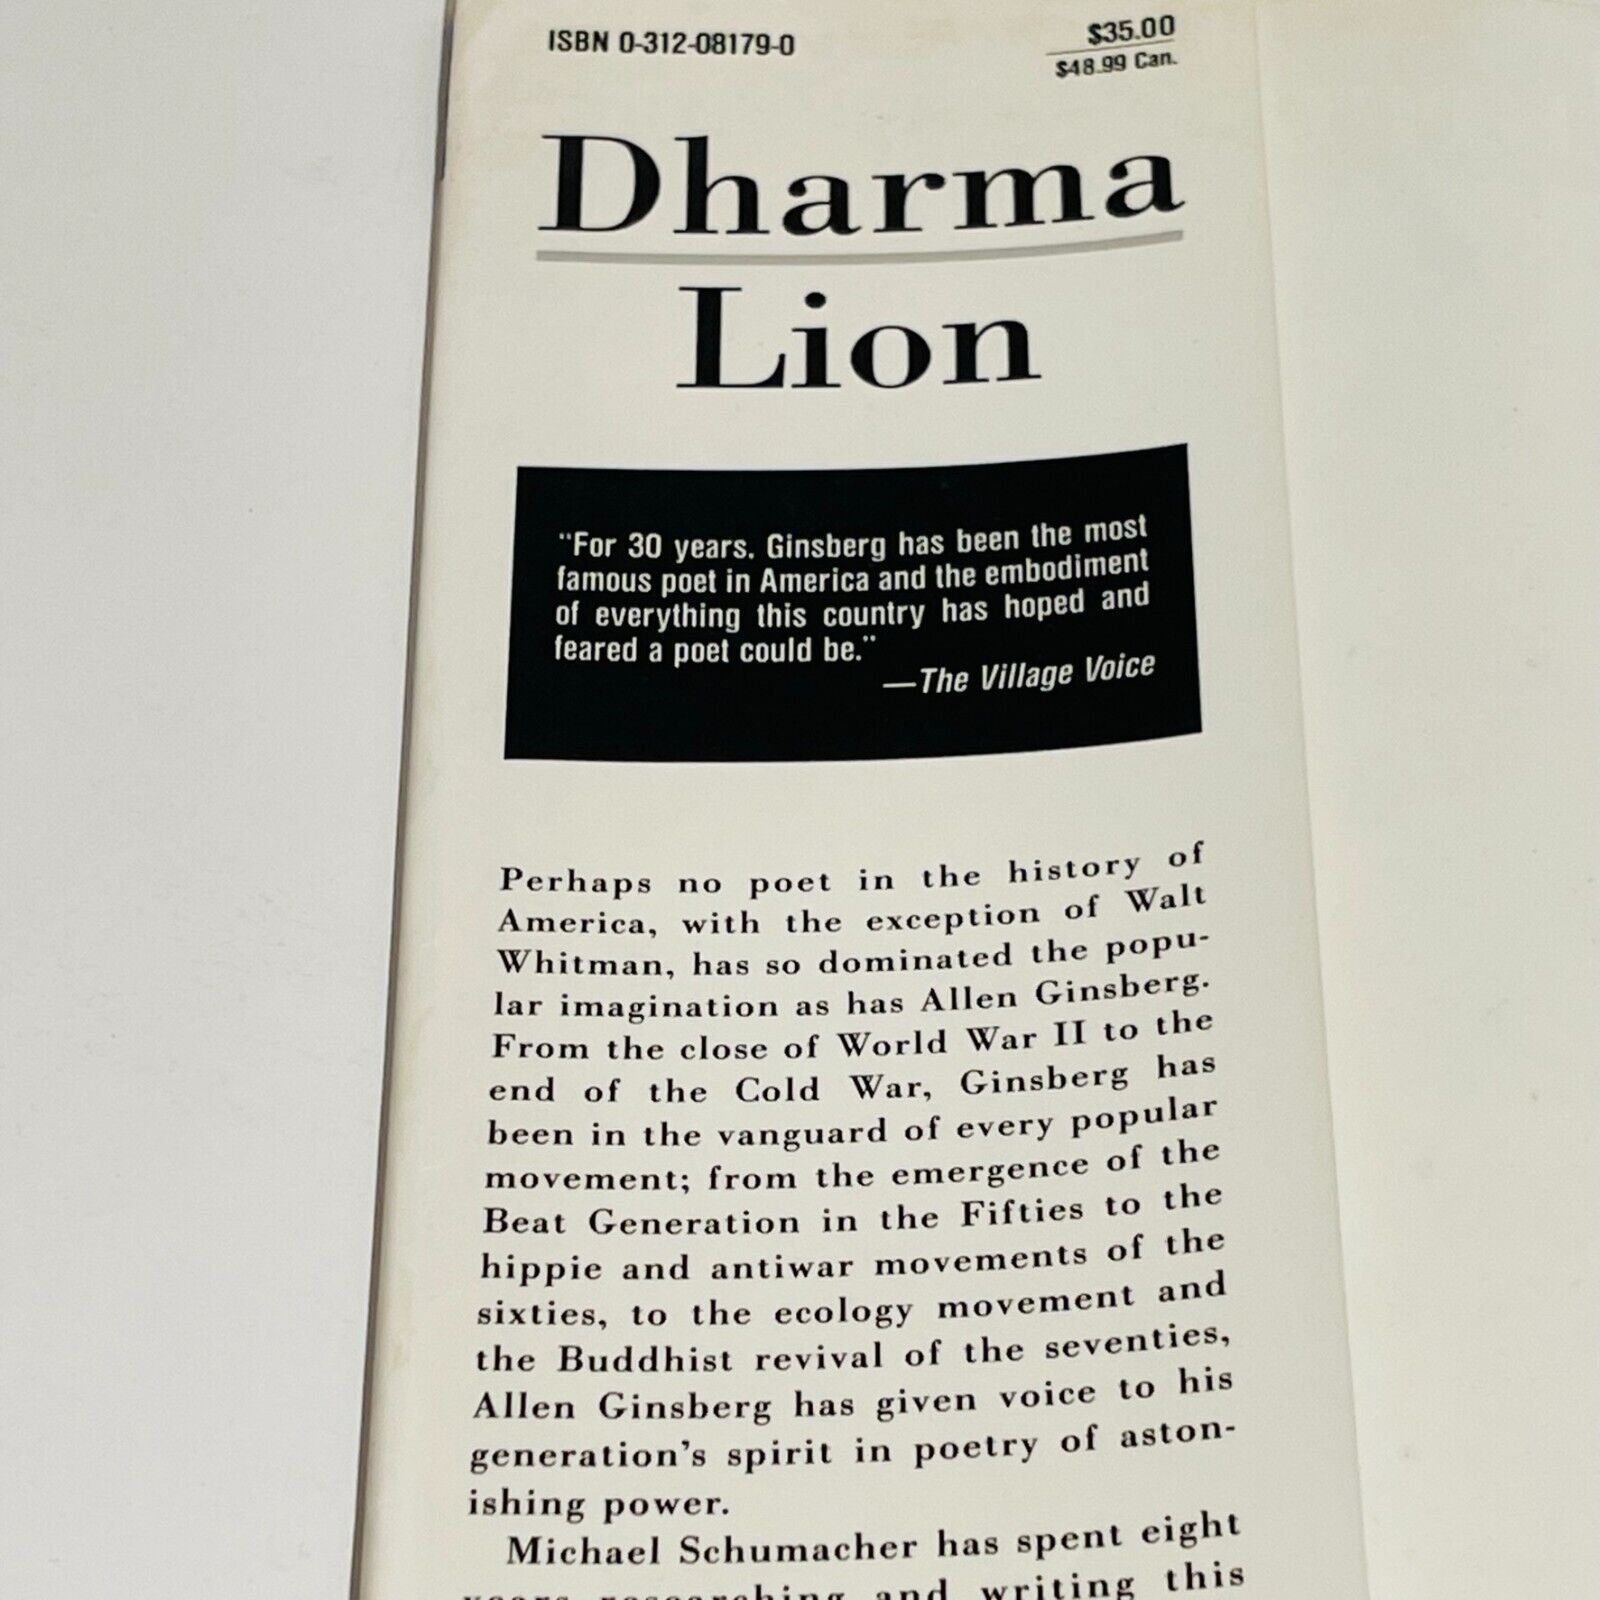 ISBN 0-312-08179-0
$35.00
$48.99 Can.
Dharma
Lion
"For 30 years. Ginsberg has been the most
famous poet in America and the embodiment
of everything this country has hoped and
feared a poet could be."
—The Village Voice
Perhaps no poet in the history of
America, with the exception of Walt
Whitman, has so dominated the popu-
lar imagination as has Allen Ginsberg.
From the close of World War II to the
end of the Cold War, Ginsberg has
been in the vanguard of every popular
movement; from the emergence of the
Beat Generation in the Fifties to the
hippie and antiwar movements of the
sixties, to the ecology movement and
the Buddhist revival of the seventies,
Allen Ginsberg has given voice to his
generation's spirit in poetry of aston-
ishing power.
Michael Schumacher has spent eight
years researching and writing this